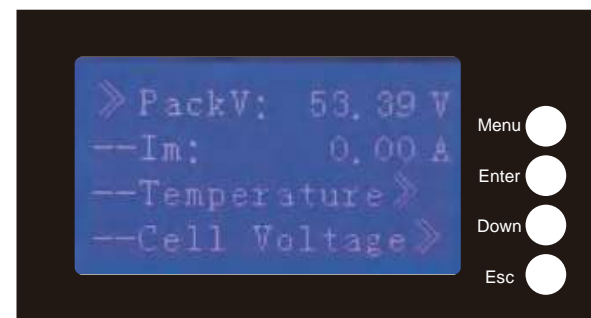 》PackV: 53.39 V
--Im: 0.00 A
--Temperature》
--Cell Voltage》
Menu
Enter
Down
Esc